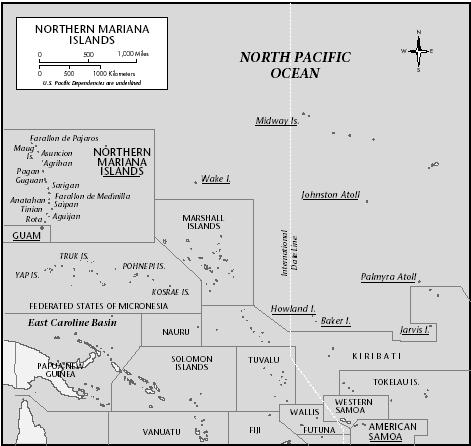 NORTHERN MARIANA
ISLANDS
0 500 1,000 Miles
0 500 1000 Kilometers
U.S. Pacific Dependencies are underlined
NORTH PACIFIC
OCEAN
N
W E
S
Midway Is.
Farallon de Pajaros
Maug
Is.
Asuncion
Agrihan
Pagan
Guguan
Sarigan
Anatahan
Farallon de Medinilla
Tinian
Saipan
Rota
Aguijan
NORTHERN
MARIANA
ISLANDS
GUAM
Wake I.
Johnston Atoll
MARSHALL
ISLANDS
International
Date Line
TRUK IS.
YAP IS.
POHNEPI IS.
KOSRAE IS.
FEDERATED STATES OF MICRONESIA
Palmyra Atoll
Howland I.
Baker I.
Jarvis I.
East Caroline Basin
NAURU
KIRIBATI
PAPUA NEW
GUINEA
SOLOMON
ISLANDS
TUVALU
TOKELAU IS.
WESTERN
SAMOA
WALLIS
FUTUNA
AMERICAN
SAMOA
VANUATU
FIJI